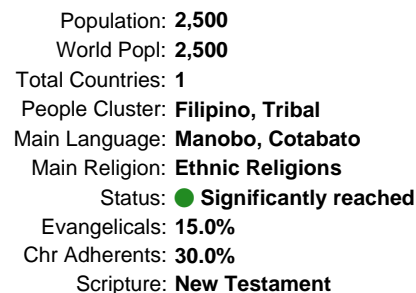 Population: 2,500
World Popl: 2,500
Total Countries: 1
People Cluster: Filipino, Tribal
Main Language: Manobo, Cotabato
Main Religion: Ethnic Religions
Status: Significantly reached
Evangelicals: 15.0%
Chr Adherents: 30.0%
Scripture: New Testament